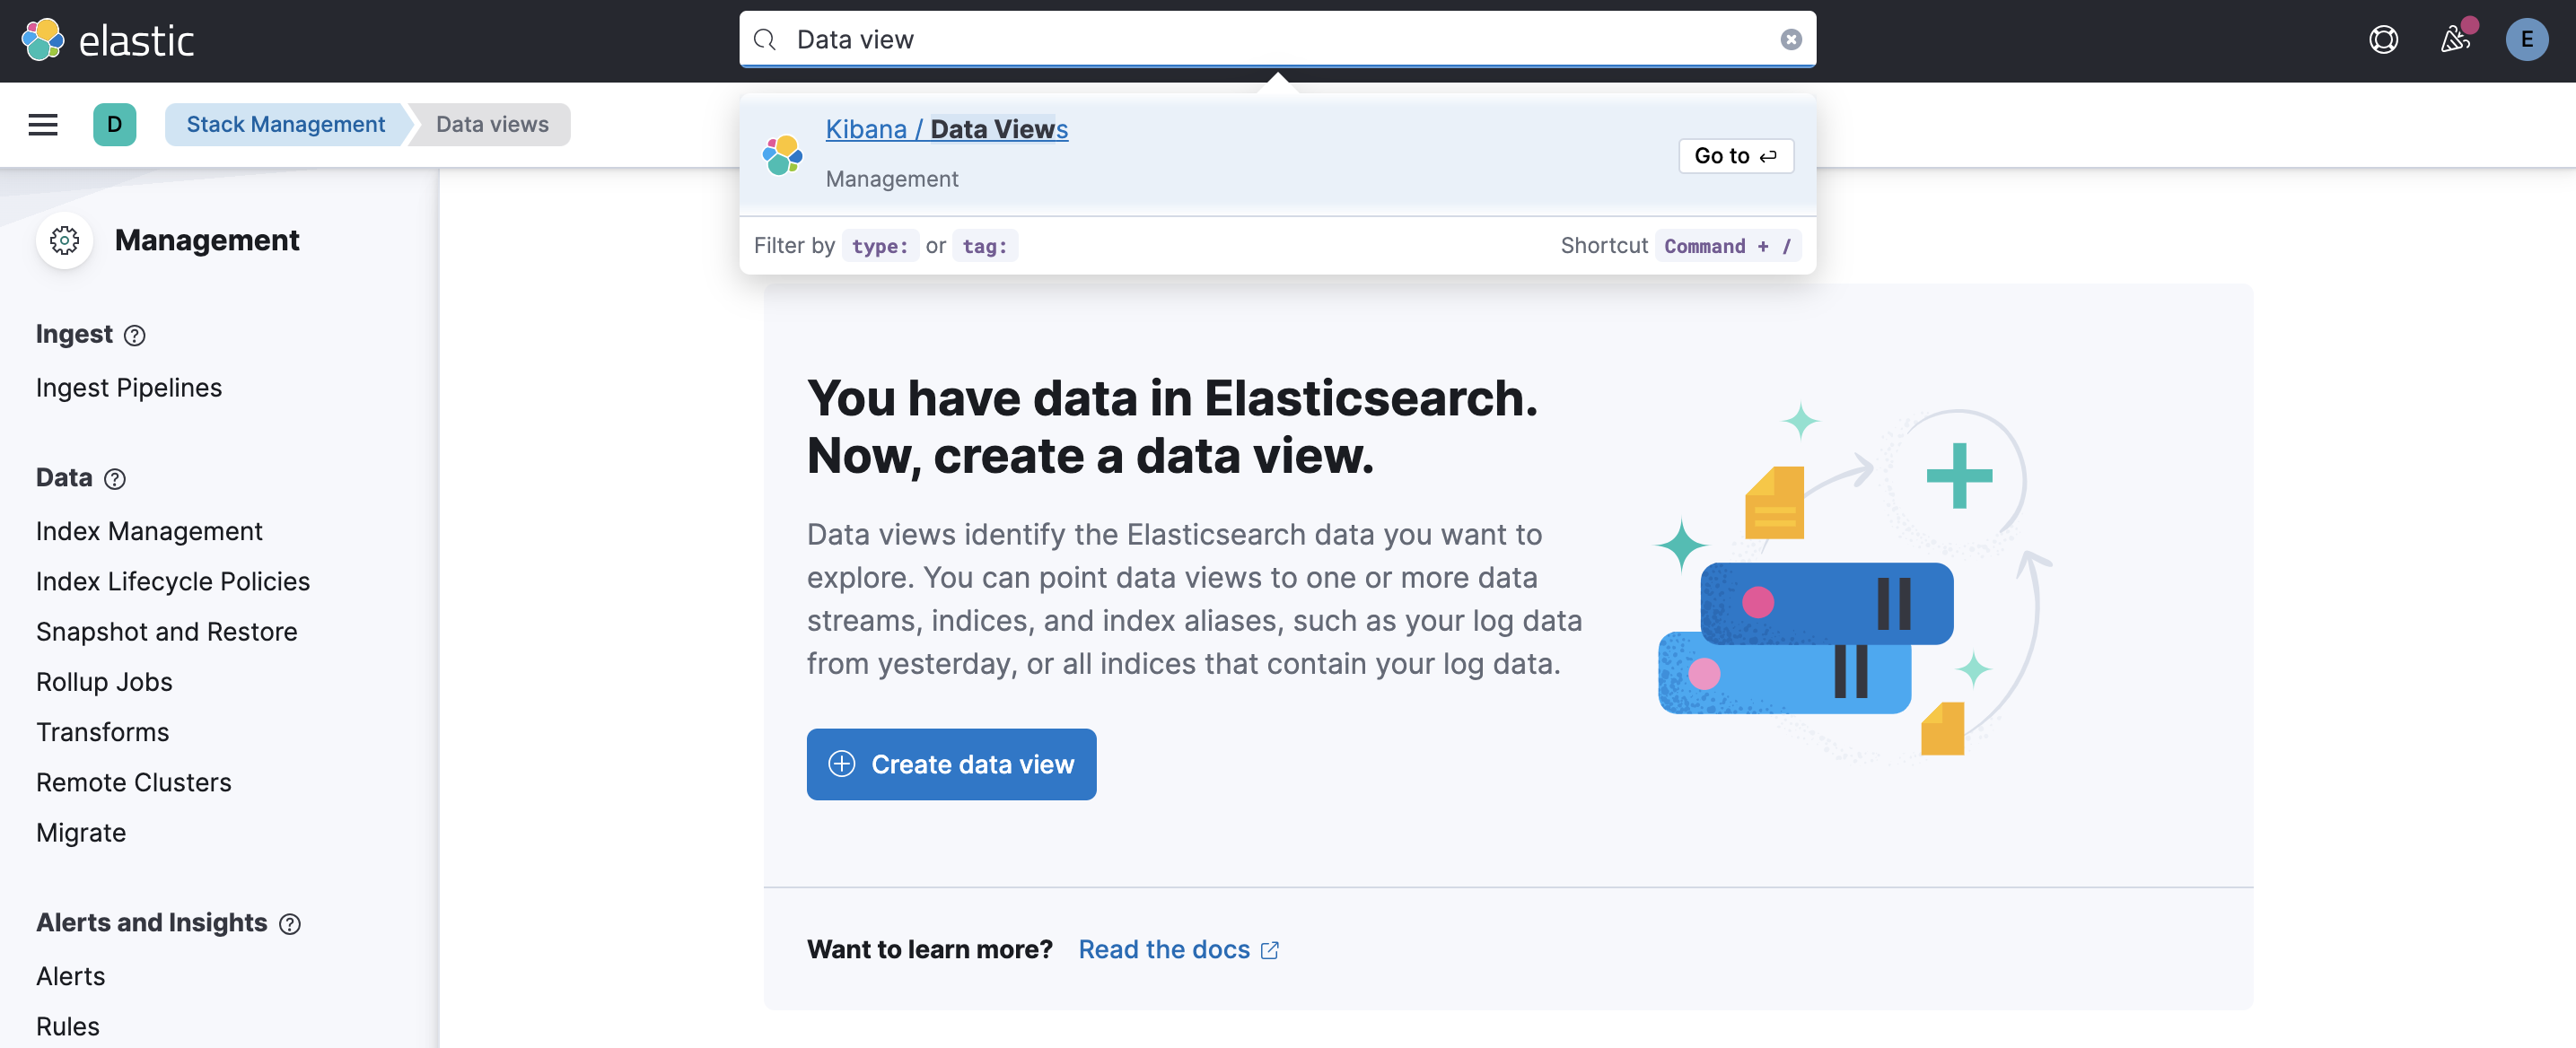 elastic
Data view
E
D
Stack Management
Data views
Kibana / Data Views
Management
Go to
Filter by type: or tag:
Shortcut Command + /
Management
Ingest
Ingest Pipelines
Data
Index Management
Index Lifecycle Policies
Snapshot and Restore
Rollup Jobs
Transforms
Remote Clusters
Migrate
Alerts and Insights
Alerts
Rules
You have data in Elasticsearch.
Now, create a data view.
Data views identify the Elasticsearch data you want to
explore. You can point data views to one or more data
streams, indices, and index aliases, such as your log data
from yesterday, or all indices that contain your log data.
Create data view
Want to learn more? Read the docs